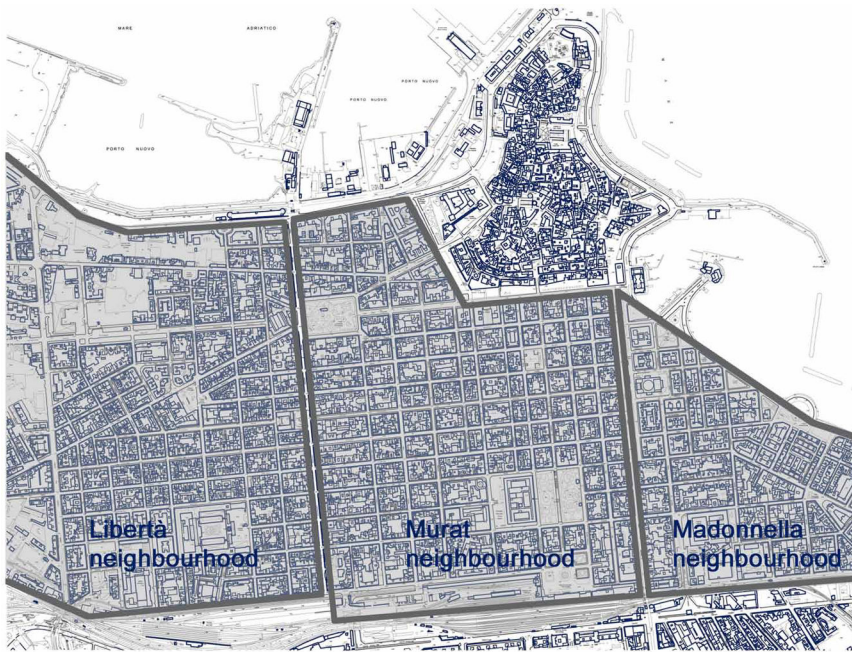 MARE
ADRIATICO
PORTO NUOVO
PORTO NUOVO
PORTO NUOVO
Libertà
neighbourhood
Murat
neighbourhood
Madonnella
neighbourhood